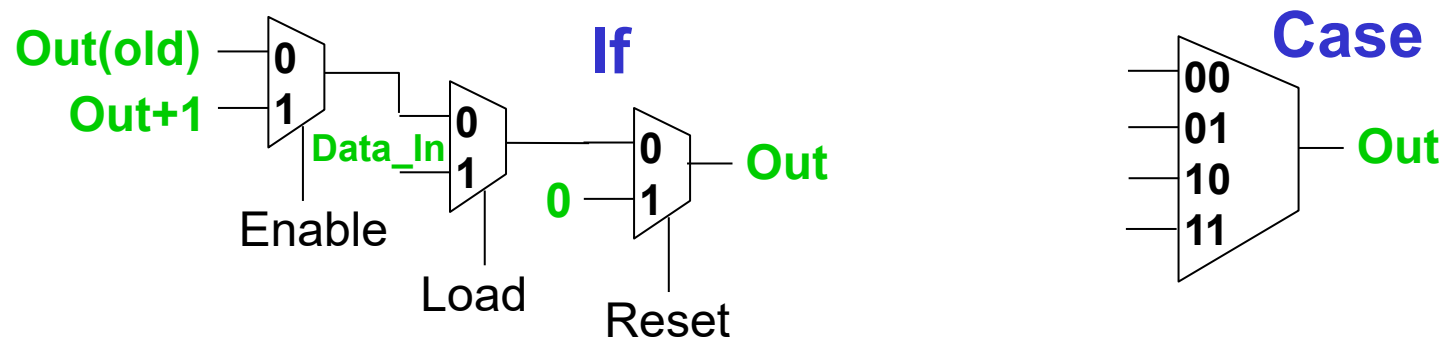 If
Out(old)
0
Out+1
1
Enable
Data_In
0
1
Load
0
0
1
Reset
Out
Case
00
01
10
11
Out